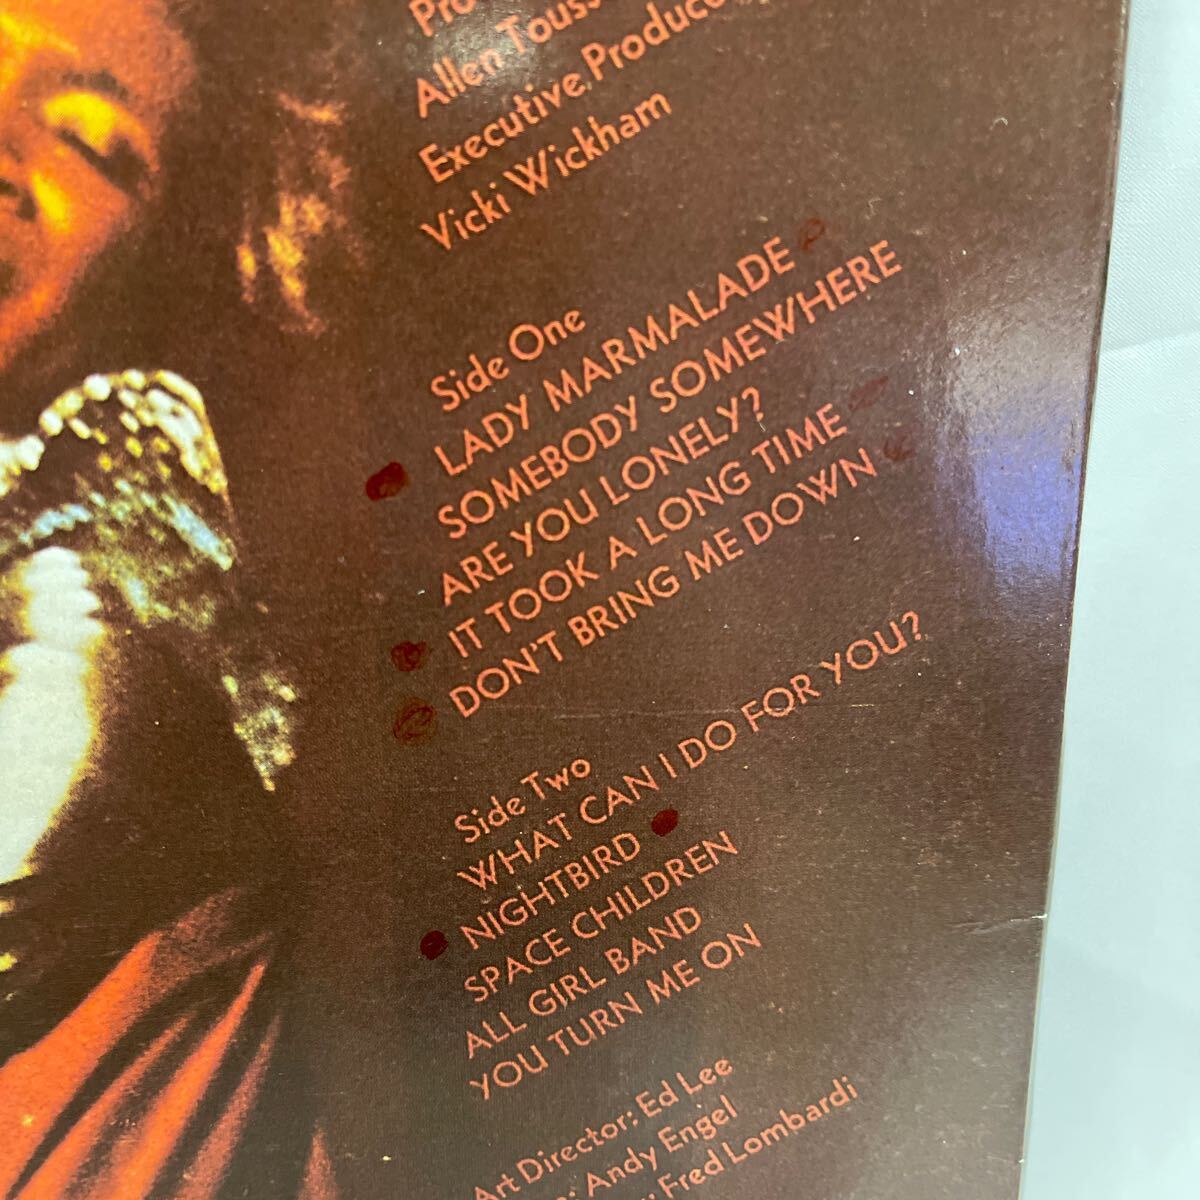 Allen
Executive Produce
Vicki Wickham
Side One
LADY MARMALADE
SOMEBODY SOMEWHERE
ARE YOU LONELY?
IT TOOK A LONG TIME
DON'T BRING ME DOWN
Side Two
WHAT CAN I DO FOR YOU?
NIGHTBIRD
SPACE CHILDREN
ALL GIRL BAND
YOU TURN ME ON
Art Director: Ed Lee
Andy Engel
Fred Lombardi